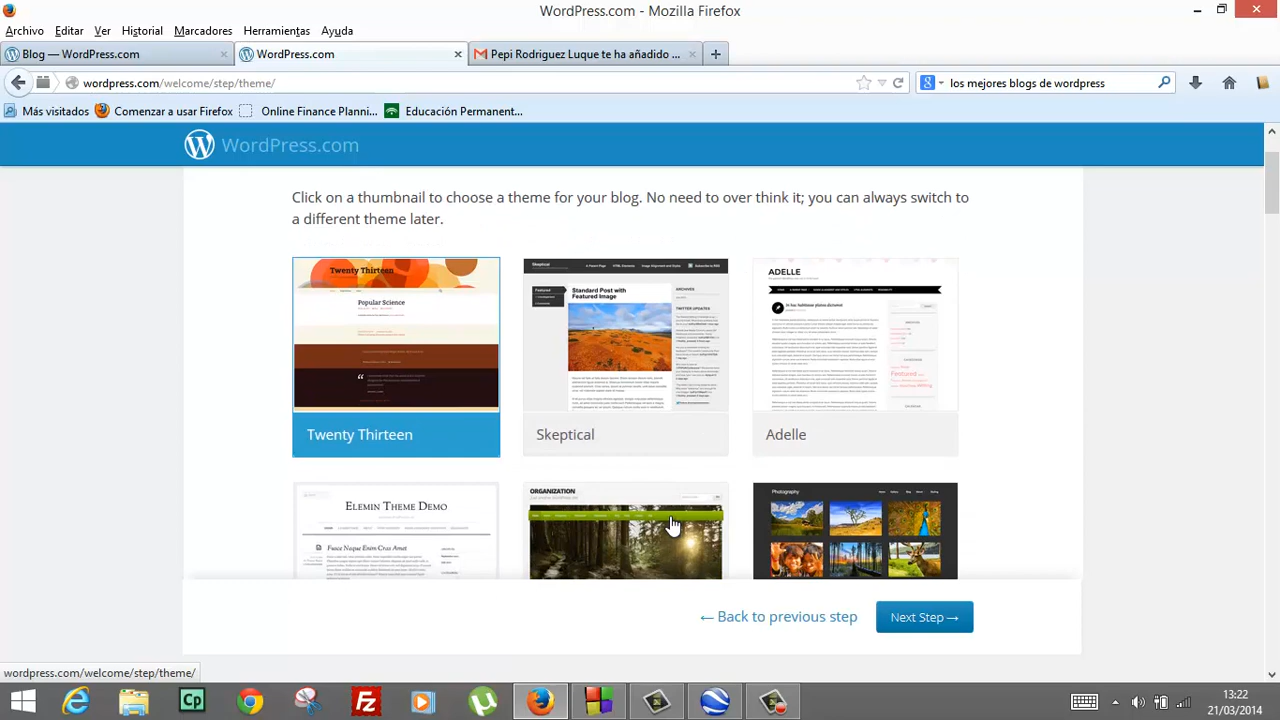 WordPress.com - Mozilla Firefox
Archivo Editar Ver Historial Marcadores Herramientas Ayuda
Blog — WordPress.com
WordPress.com
Pepi Rodriguez Luque te ha añadido ...
wordpress.com/welcome/step/theme/
los mejores blogs de wordpress
Más visitados Comenzar a usar Firefox Online Finance Planni... Educación Permanent...
WordPress.com
Click on a thumbnail to choose a theme for your blog. No need to over think it; you can always switch to
a different theme later.
Twenty Thirteen
Popular Science
Skeptical
Standard Post with
Featured Image
ADELLE
Twenty Thirteen
Skeptical
Adelle
ELEMIN THEME DEMO
Fusce Neque Enim Cras Amet
ORGANIZATION
Photography
← Back to previous step
Next Step →
wordpress.com/welcome/step/theme/
13:22
21/03/2014